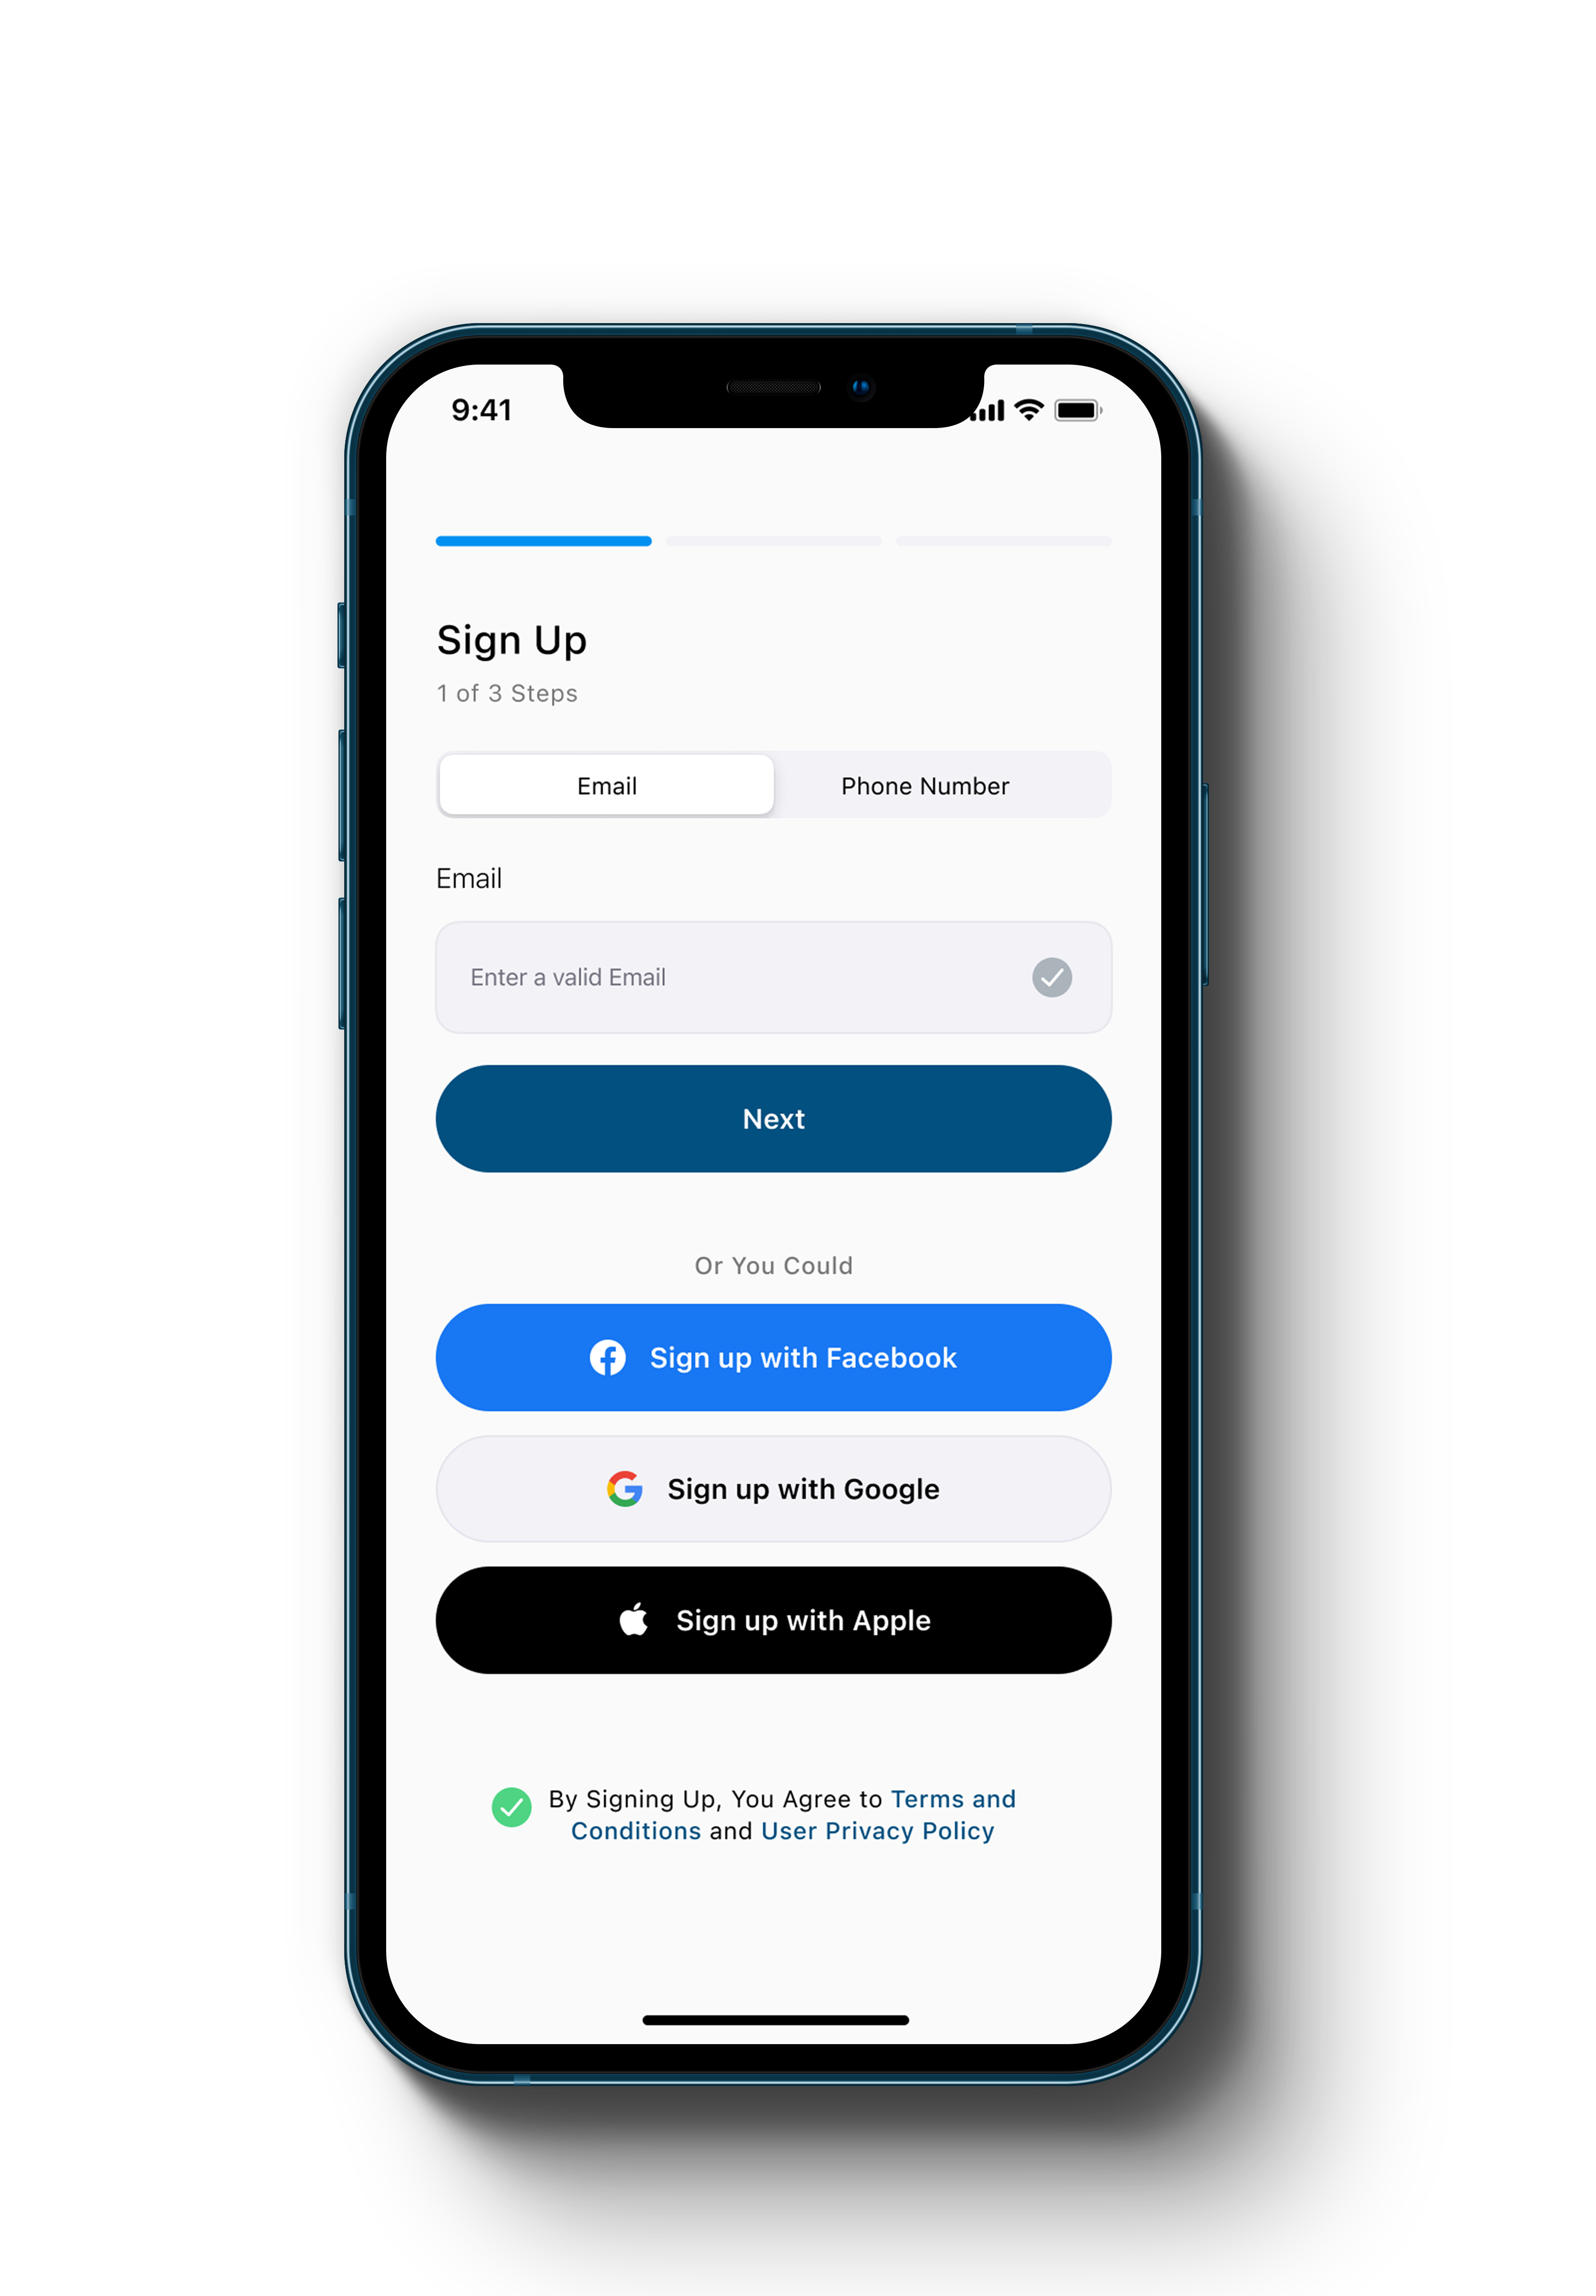 9:41
Sign Up
1 of 3 Steps
Email
Phone Number
Email
Enter a valid Email
Next
Or You Could
Sign up with Facebook
Sign up with Google
Sign up with Apple
By Signing Up, You Agree to Terms and
Conditions and User Privacy Policy